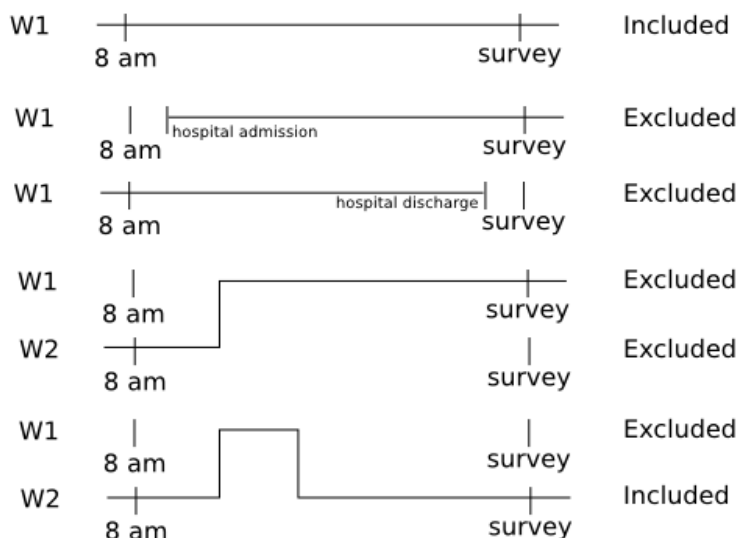 W1 Included
8 am survey
W1 Excluded
hospital admission
8 am survey
W1 Excluded
hospital discharge
8 am survey
W1 Excluded
8 am survey
W2 Excluded
8 am survey
W1 Excluded
8 am survey
W2 Included
8 am survey